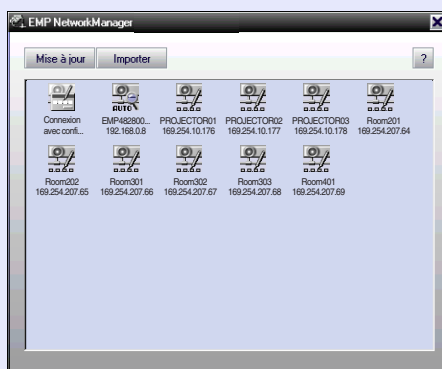 EMP NetworkManager
Mise à jour Importer ?
Connexion avec confi...
AUTO EMP482800... 192.168.0.8
PROJECTOR01 169.254.10.176
PROJECTOR02 169.254.10.177
PROJECTOR03 169.254.10.178
Room201 169.254.207.64
Room202 169.254.207.65
Room301 169.254.207.66
Room302 169.254.207.67
Room303 169.254.207.68
Room401 169.254.207.69